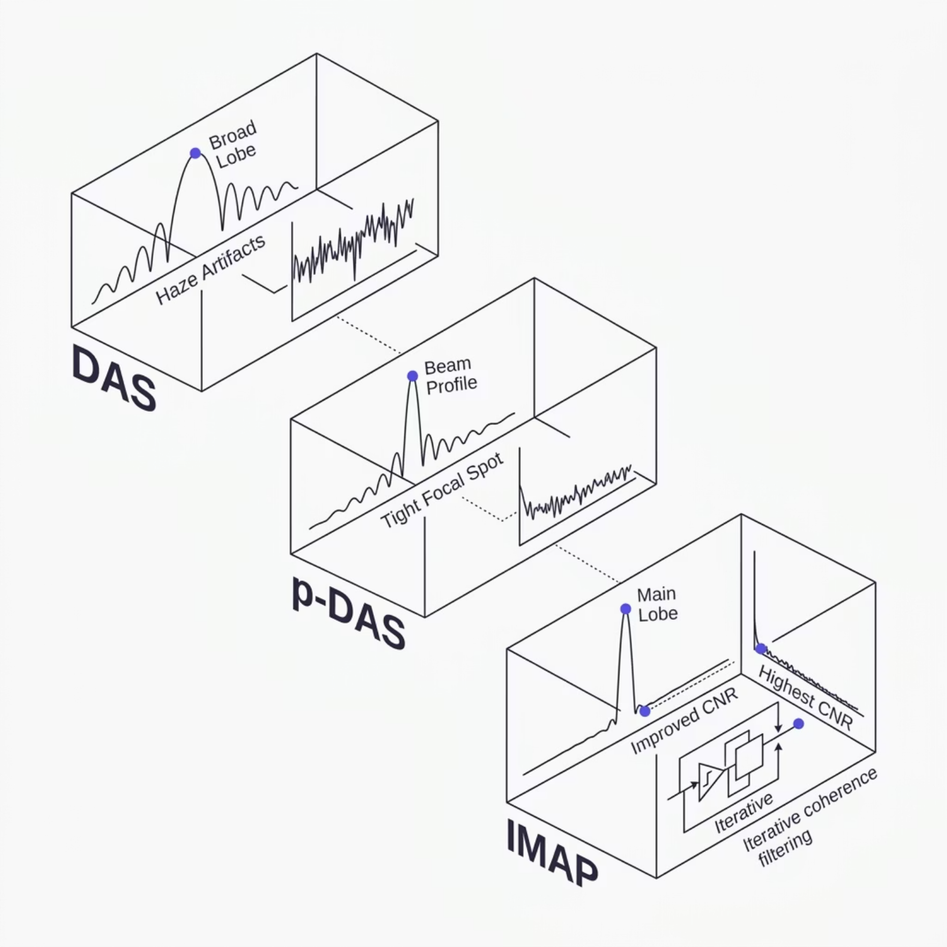 Broad
Lobe
Haze Artifacts
DAS
Beam
Profile
Tight Focal Spot
p-DAS
Main
Lobe
Improved CNR
Highest CNR
Iterative
Iterative coherence
filtering
IMAP